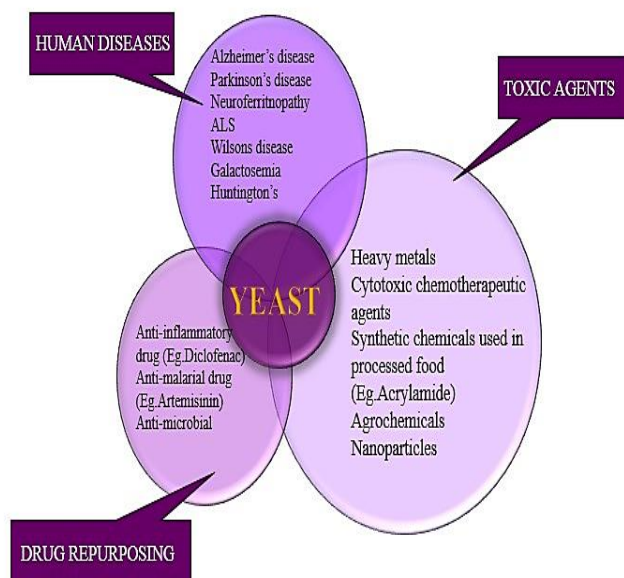 HUMAN DISEASES
Alzheimer's disease
Parkinson's disease
Neuroferritnopathy
ALS
Wilsons disease
Galactosemia
Huntington's
TOXIC AGENTS
Heavy metals
Cytotoxic chemotherapeutic
agents
Synthetic chemicals used in
processed food
(Eg.Acrylamide)
Agrochemicals
Nanoparticles
YEAST
Anti-inflammatory
drug (Eg.Diclofenac)
Anti-malarial drug
(Eg.Artemisinin)
Anti-microbial
DRUG REPURPOSING